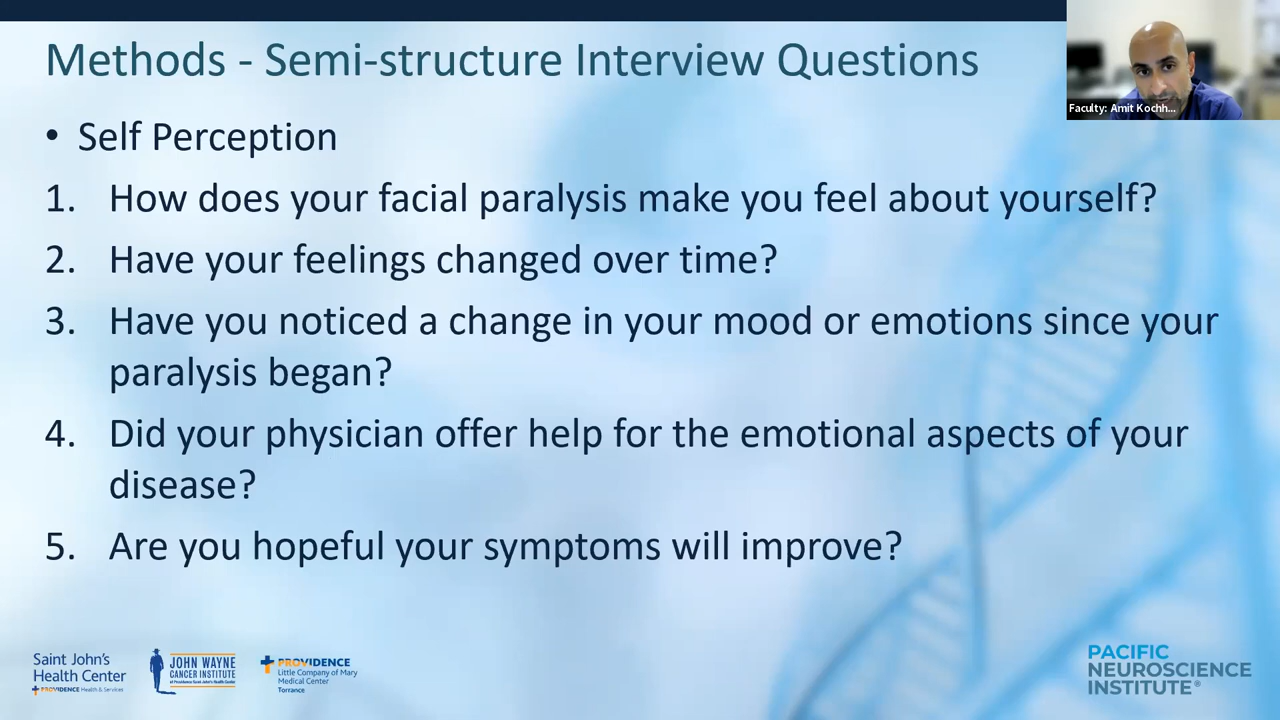 Methods - Semi-structure Interview Questions
Faculty: Amit Kochh...
• Self Perception
1. How does your facial paralysis make you feel about yourself?
2. Have your feelings changed over time?
3. Have you noticed a change in your mood or emotions since your
paralysis began?
4. Did your physician offer help for the emotional aspects of your
disease?
5. Are you hopeful your symptoms will improve?
Saint John's
Health Center
PROVIDENCE Health & Services
JOHN WAYNE
CANCER INSTITUTE
at Providence Saint John's Health Center
PROVIDENCE
Little Company of Mary
Medical Center
Torrance
PACIFIC
NEUROSCIENCE
INSTITUTE®